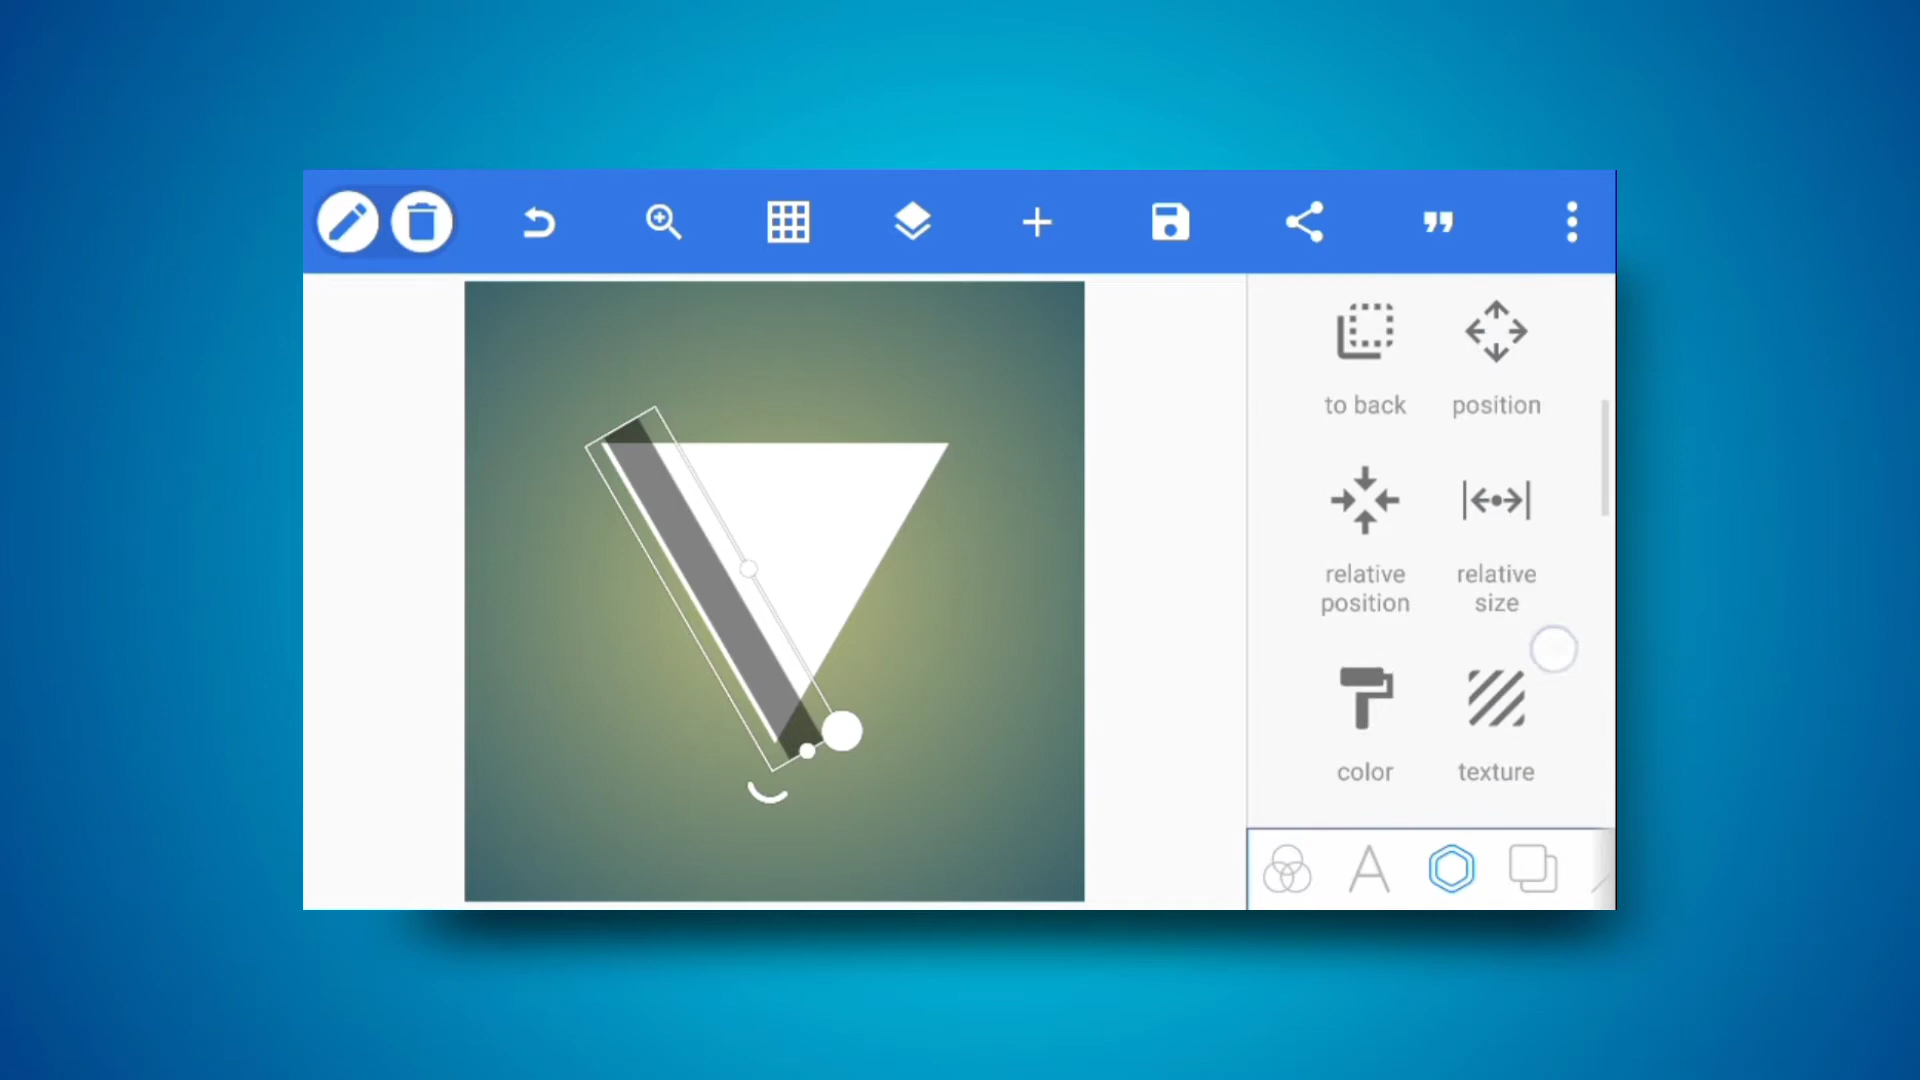 to back
position
relative
position
relative
size
color
texture